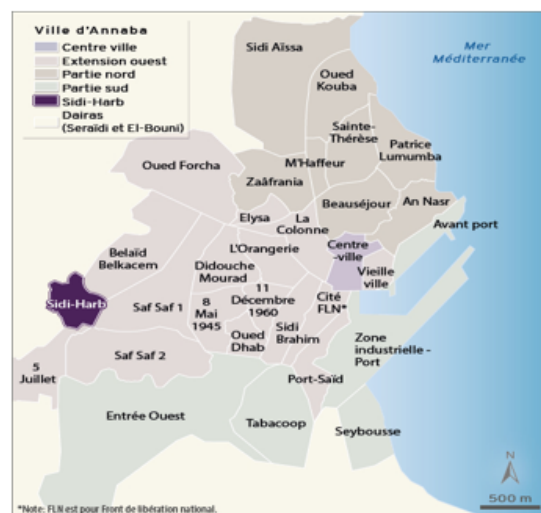 Ville d'Annaba
Centre ville
Extension ouest
Partie nord
Partie sud
Sidi-Harb
Dairas
(Seraïdi et El-Bouni)
Mer
Méditerranée
Sidi Aïssa
Oued
Kouba
Sainte-
Thérèse
Patrice
Lumumba
M'Haffeur
Oued Forcha
Zaâfrania
Beauséjour
An Nasr
Elysa
La
Colonne
Avant port
L'Orangerie
Centre
-ville
Belaïd
Belkacem
Didouche
Mourad
Vieille
ville
Sidi-Harb
Saf Saf 1
8
Mai
1945
11
Décembre
1960
Cité
FLN*
Oued
Dhab
Sidi
Brahim
Zone
industrielle -
Port
5
Juillet
Saf Saf 2
Port-Saïd
Entrée Ouest
Tabacoop
Seybousse
N
500 m
*Note: FLN est pour Front de libération national.